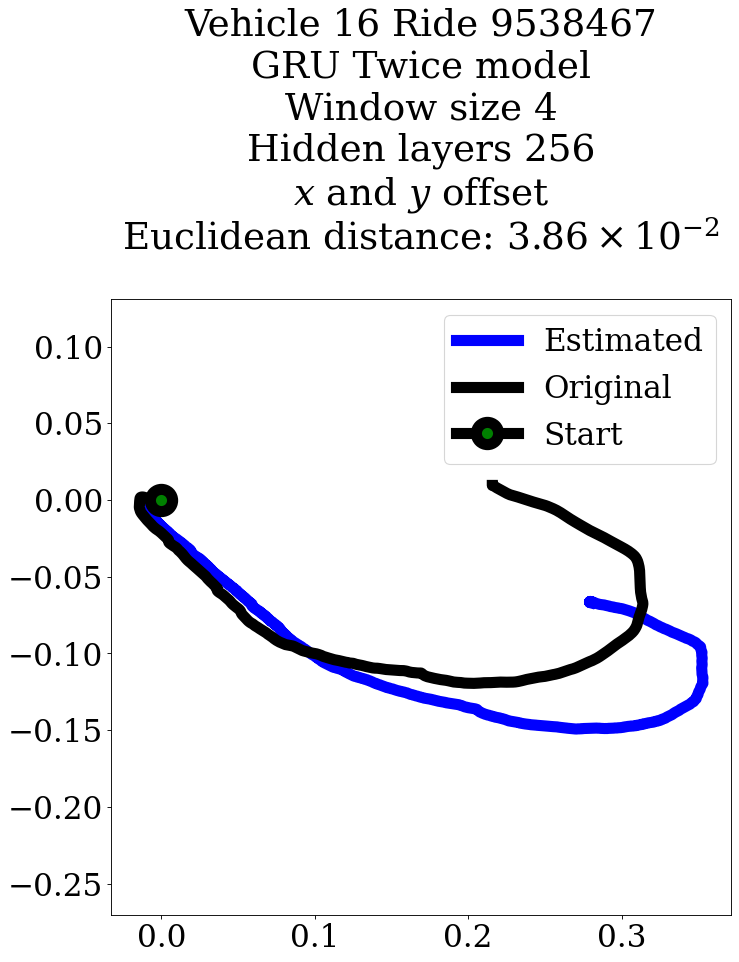 Vehicle 16 Ride 9538467
GRU Twice model
Window size 4
Hidden layers 256
x and y offset
Euclidean distance: 3.86 × 10⁻²
Estimated
Original
Start
0.10
0.05
0.00
−0.05
−0.10
−0.15
−0.20
−0.25
0.0 0.1 0.2 0.3